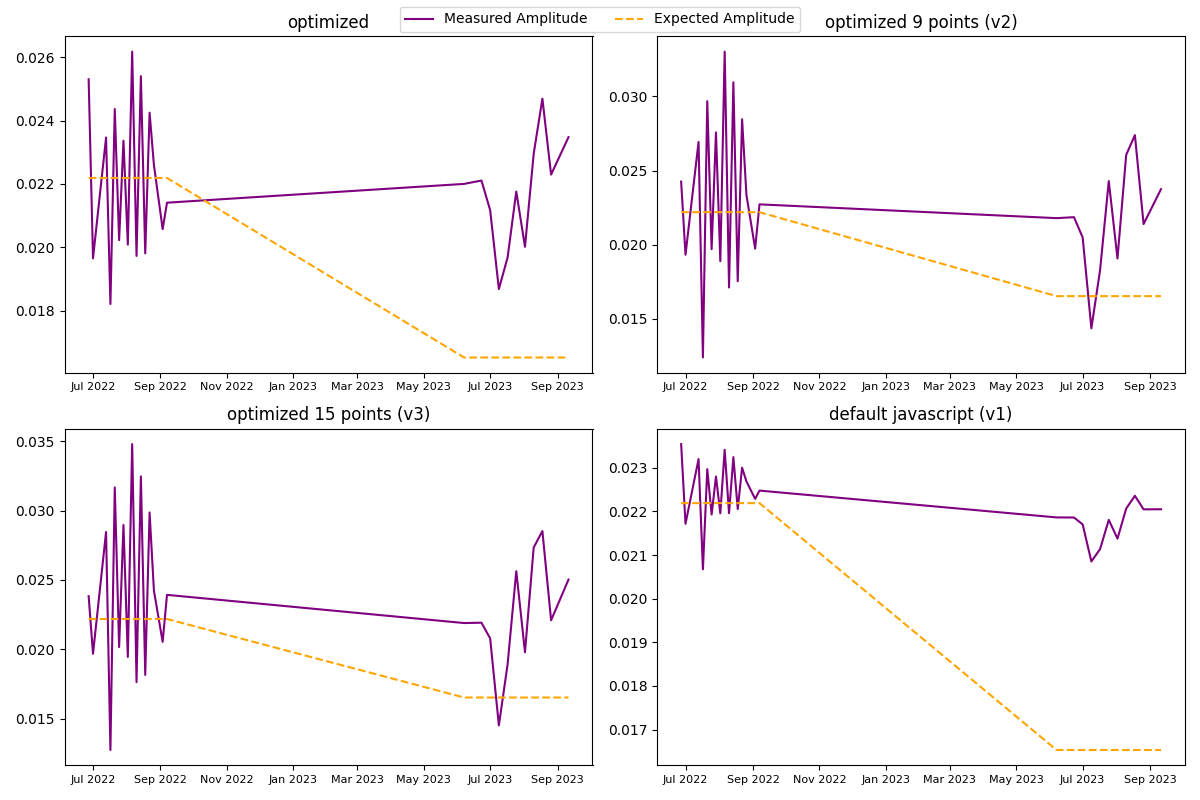 Measured Amplitude Expected Amplitude
optimized
0.026
0.024
0.022
0.020
0.018
Jul 2022 Sep 2022 Nov 2022 Jan 2023 Mar 2023 May 2023 Jul 2023 Sep 2023
optimized 9 points (v2)
0.030
0.025
0.020
0.015
Jul 2022 Sep 2022 Nov 2022 Jan 2023 Mar 2023 May 2023 Jul 2023 Sep 2023
optimized 15 points (v3)
0.035
0.030
0.025
0.020
0.015
Jul 2022 Sep 2022 Nov 2022 Jan 2023 Mar 2023 May 2023 Jul 2023 Sep 2023
default javascript (v1)
0.023
0.022
0.021
0.020
0.019
0.018
0.017
Jul 2022 Sep 2022 Nov 2022 Jan 2023 Mar 2023 May 2023 Jul 2023 Sep 2023